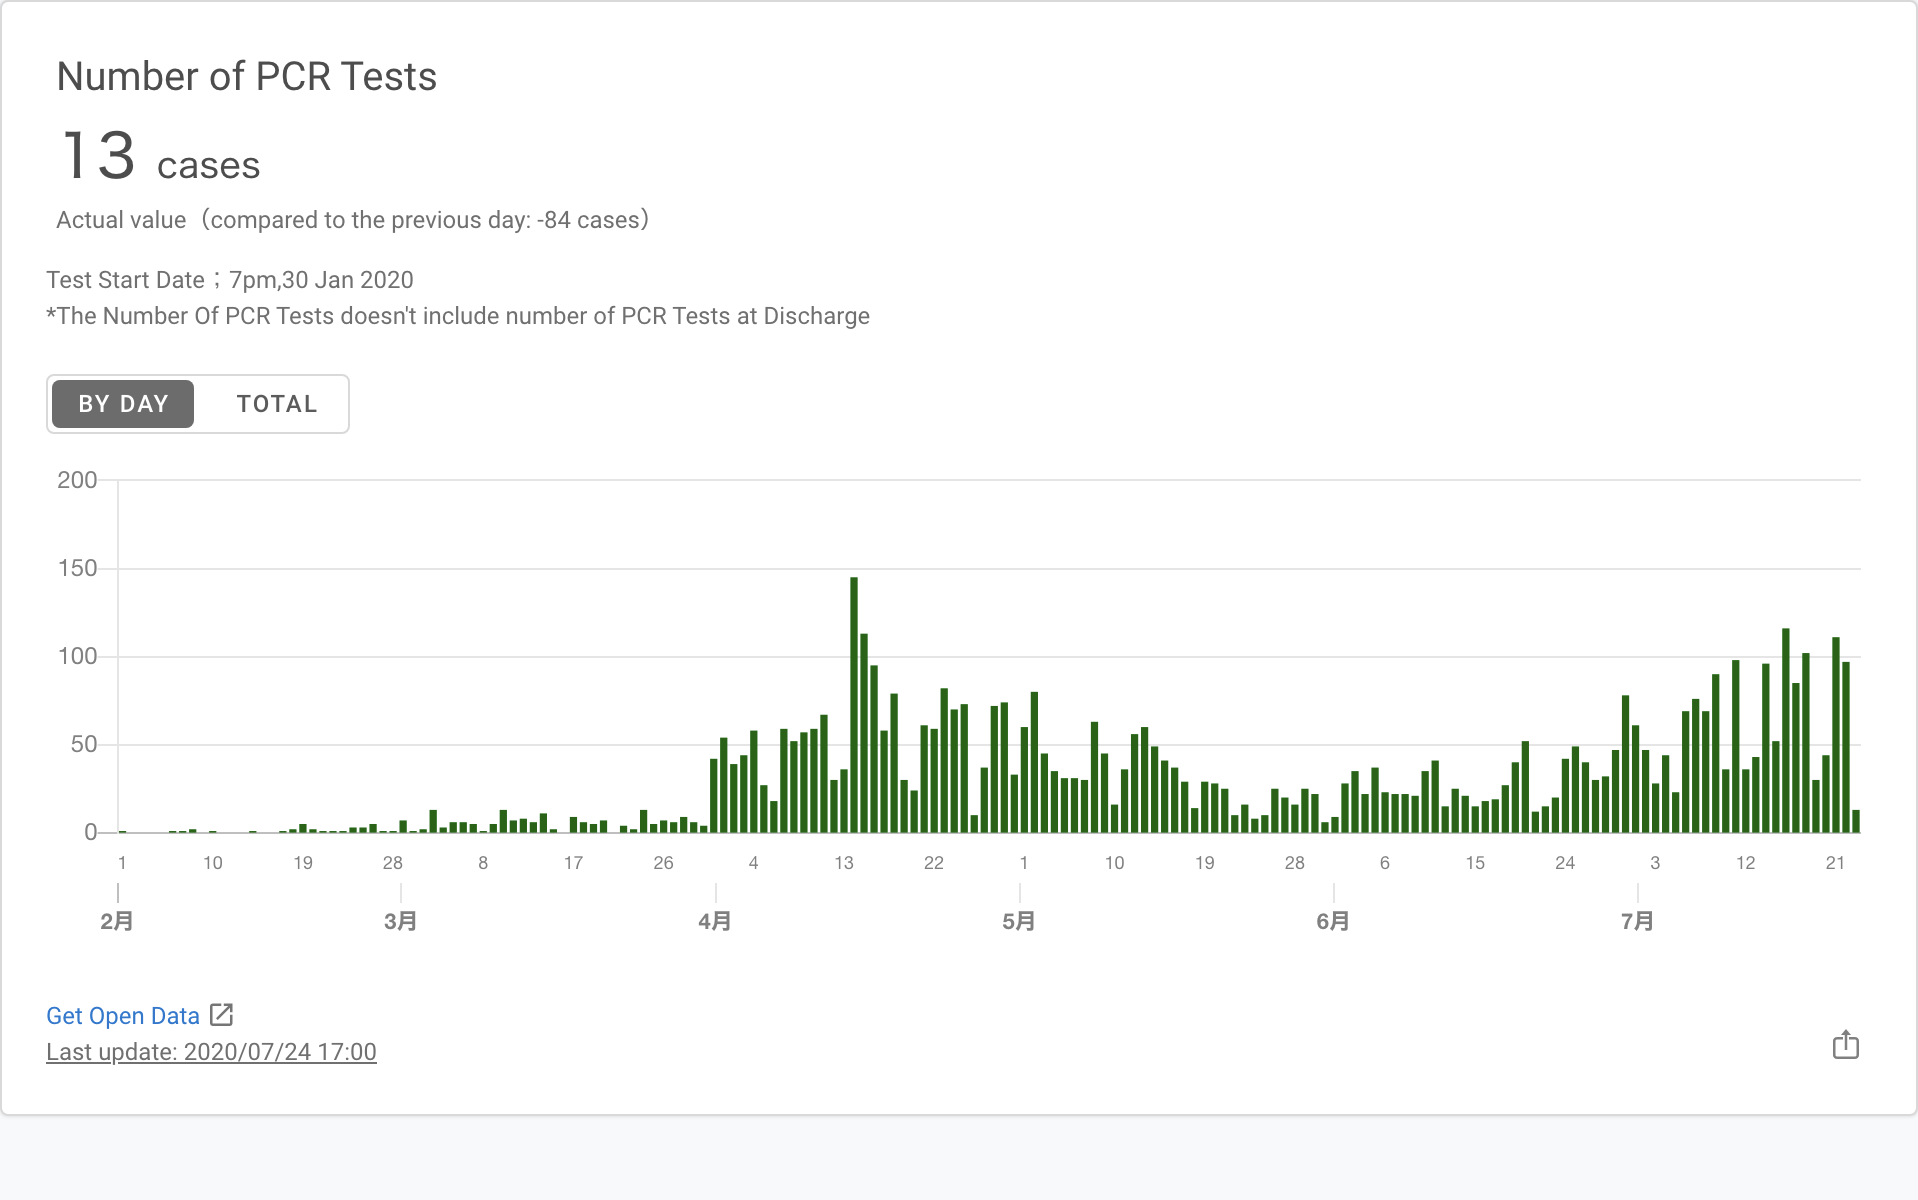 Number of PCR Tests
13 cases
Actual value（compared to the previous day: -84 cases）
Test Start Date；7pm,30 Jan 2020
*The Number Of PCR Tests doesn't include number of PCR Tests at Discharge
BY DAY TOTAL
200
150
100
50
0
1 10 19 28 8 17 26 4 13 22 1 10 19 28 6 15 24 3 12 21
2月 3月 4月 5月 6月 7月
Get Open Data
Last update: 2020/07/24 17:00